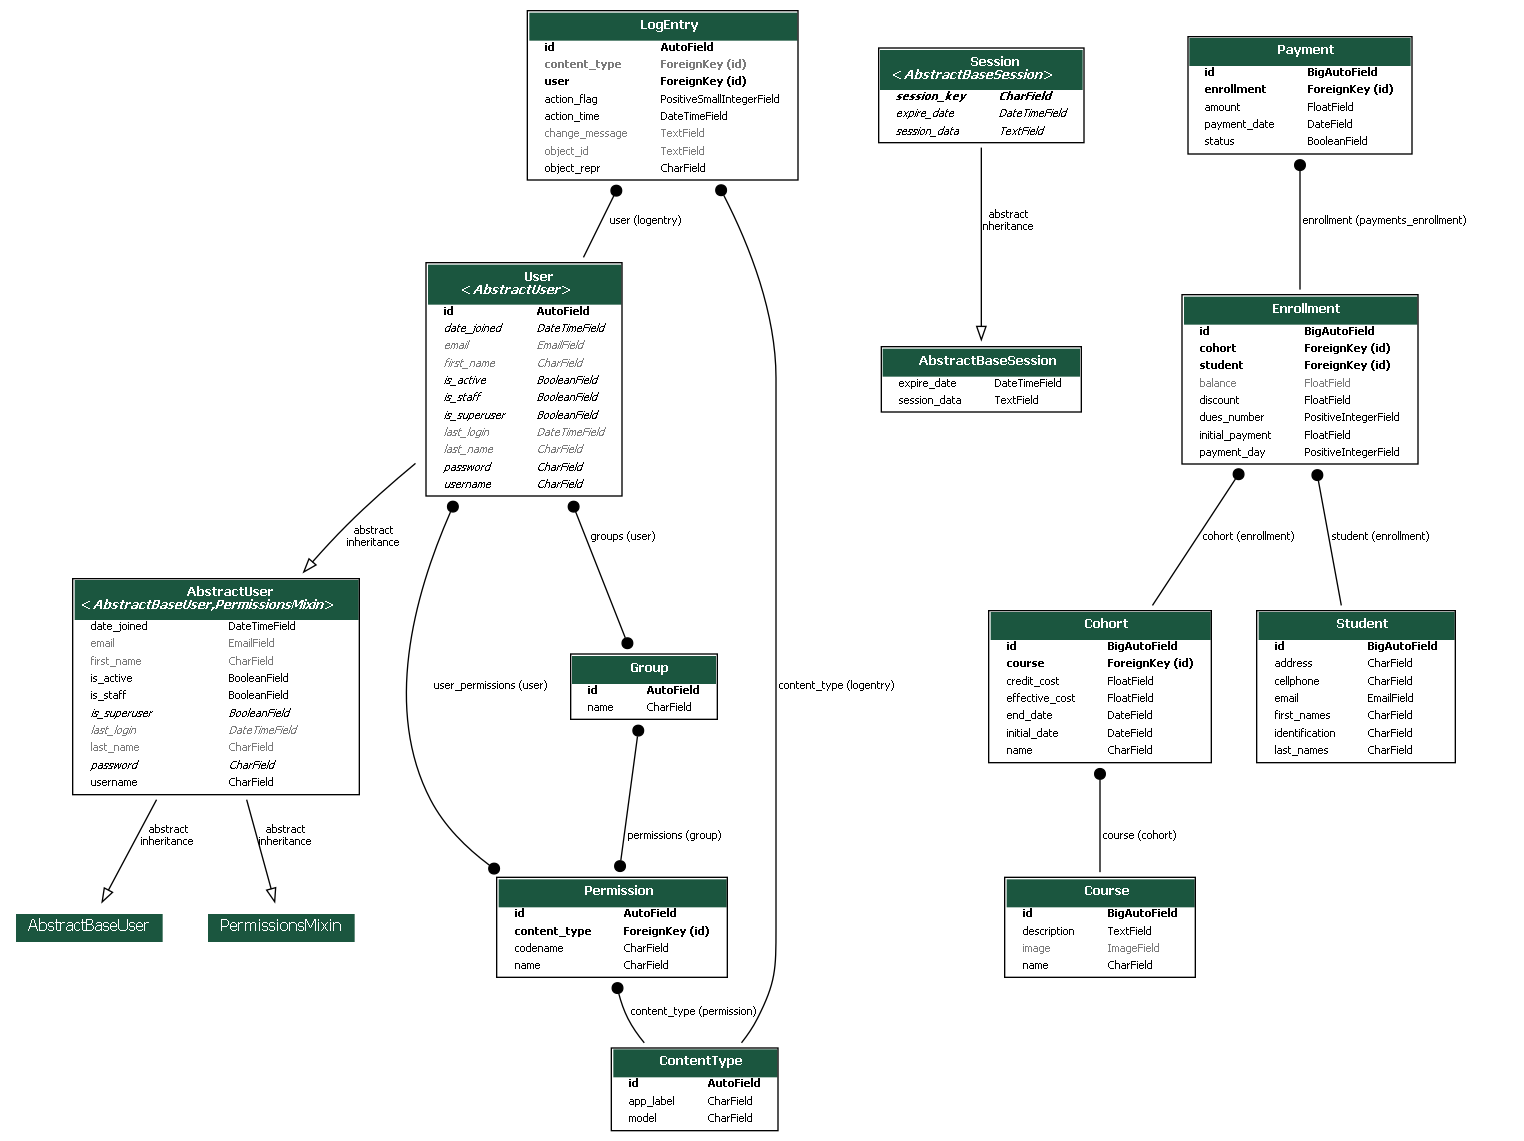 LogEntry
id AutoField
content_type ForeignKey (id)
user ForeignKey (id)
action_flag PositiveSmallIntegerField
action_time DateTimeField
change_message TextField
object_id TextField
object_repr CharField
Session
<AbstractBaseSession>
session_key CharField
expire_date DateTimeField
session_data TextField
Payment
id BigAutoField
enrollment ForeignKey (id)
amount FloatField
payment_date DateField
status BooleanField
user (logentry)
abstract
inheritance
enrollment (payments_enrollment)
User
<AbstractUser>
id AutoField
date_joined DateTimeField
email EmailField
first_name CharField
is_active BooleanField
is_staff BooleanField
is_superuser BooleanField
last_login DateTimeField
last_name CharField
password CharField
username CharField
AbstractBaseSession
expire_date DateTimeField
session_data TextField
Enrollment
id BigAutoField
cohort ForeignKey (id)
student ForeignKey (id)
balance FloatField
discount FloatField
dues_number PositiveIntegerField
initial_payment FloatField
payment_day PositiveIntegerField
abstract
inheritance
groups (user)
cohort (enrollment)
student (enrollment)
AbstractUser
<AbstractBaseUser,PermissionsMixin>
date_joined DateTimeField
email EmailField
first_name CharField
is_active BooleanField
is_staff BooleanField
is_superuser BooleanField
last_login DateTimeField
last_name CharField
password CharField
username CharField
user_permissions (user)
Group
id AutoField
name CharField
content_type (logentry)
Cohort
id BigAutoField
course ForeignKey (id)
credit_cost FloatField
effective_cost FloatField
end_date DateField
initial_date DateField
name CharField
Student
id BigAutoField
address CharField
cellphone CharField
email EmailField
first_names CharField
identification CharField
last_names CharField
abstract
inheritance
abstract
inheritance
permissions (group)
course (cohort)
AbstractBaseUser
PermissionsMixin
Permission
id AutoField
content_type ForeignKey (id)
codename CharField
name CharField
Course
id BigAutoField
description TextField
image ImageField
name CharField
content_type (permission)
ContentType
id AutoField
app_label CharField
model CharField